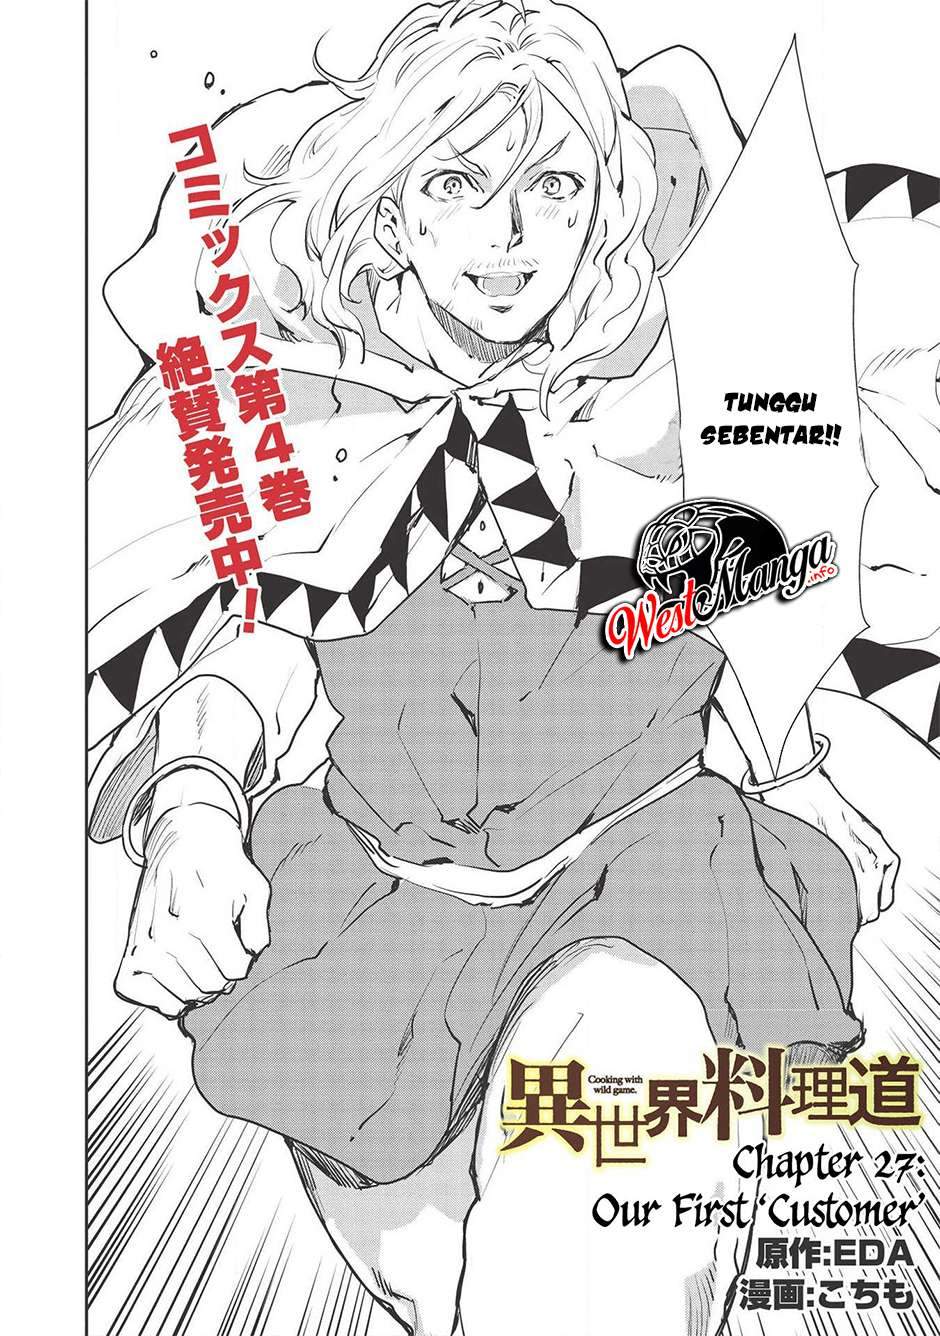 コミックス第4巻
絶賛発売中!
TUNGGU
SEBENTAR!!
WestManga
.info
Cooking with
wild game.
異世界料理道
Chapter 27:
Our First 'Customer'
原作:EDA
漫画:こちも